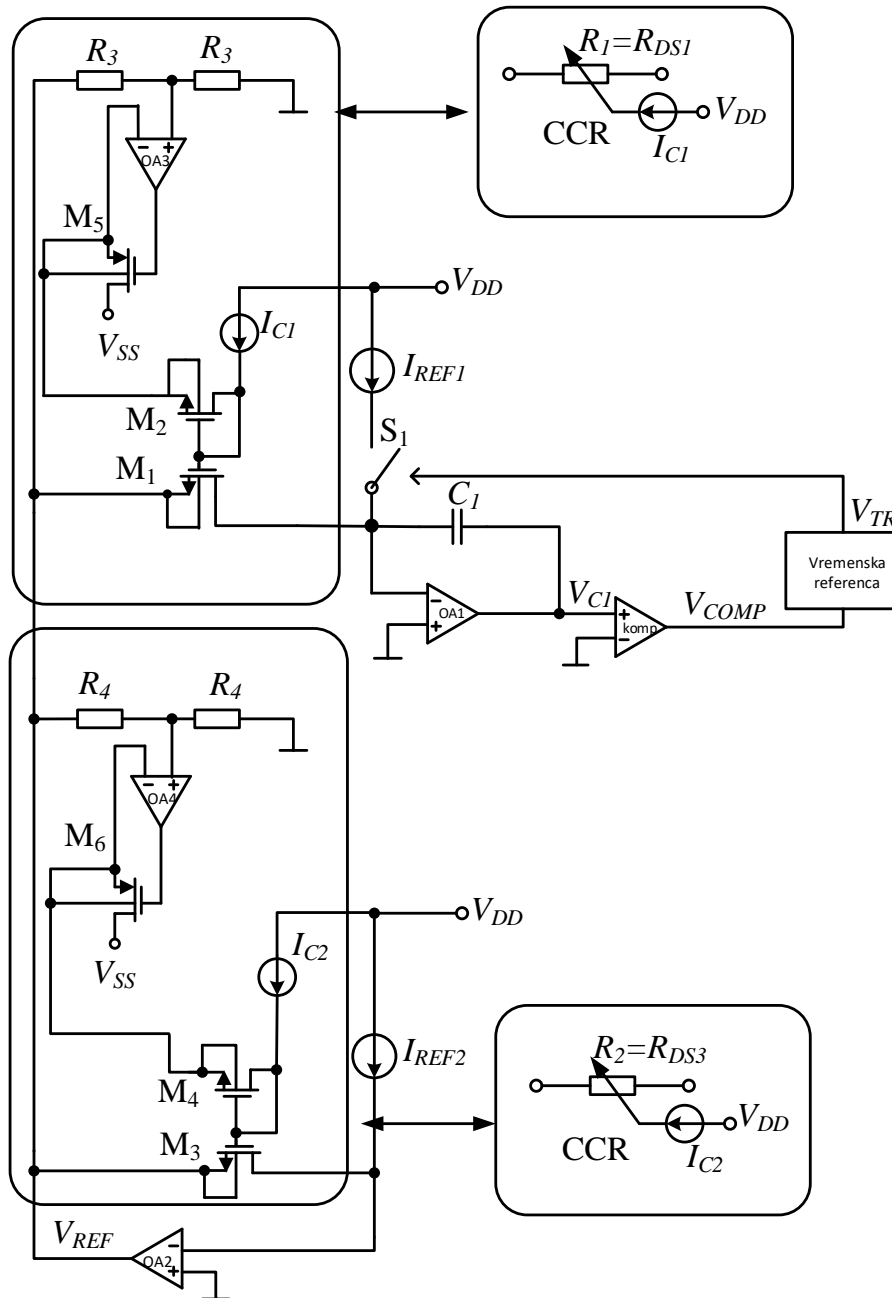 R3 R3
R1=RDS1
VDD
CCR
IC1
- +
OA3
M5
VSS
VDD
IC1
IREF1
M2
S1
M1
C1
VTR
Vremenska
referenca
-
OA1
+
VC1
+
komp
-
VCOMP
R4 R4
- +
OA4
M6
VSS
VDD
IC2
IREF2
R2=RDS3
VDD
CCR
IC2
M4
M3
VREF
-
OA2
+